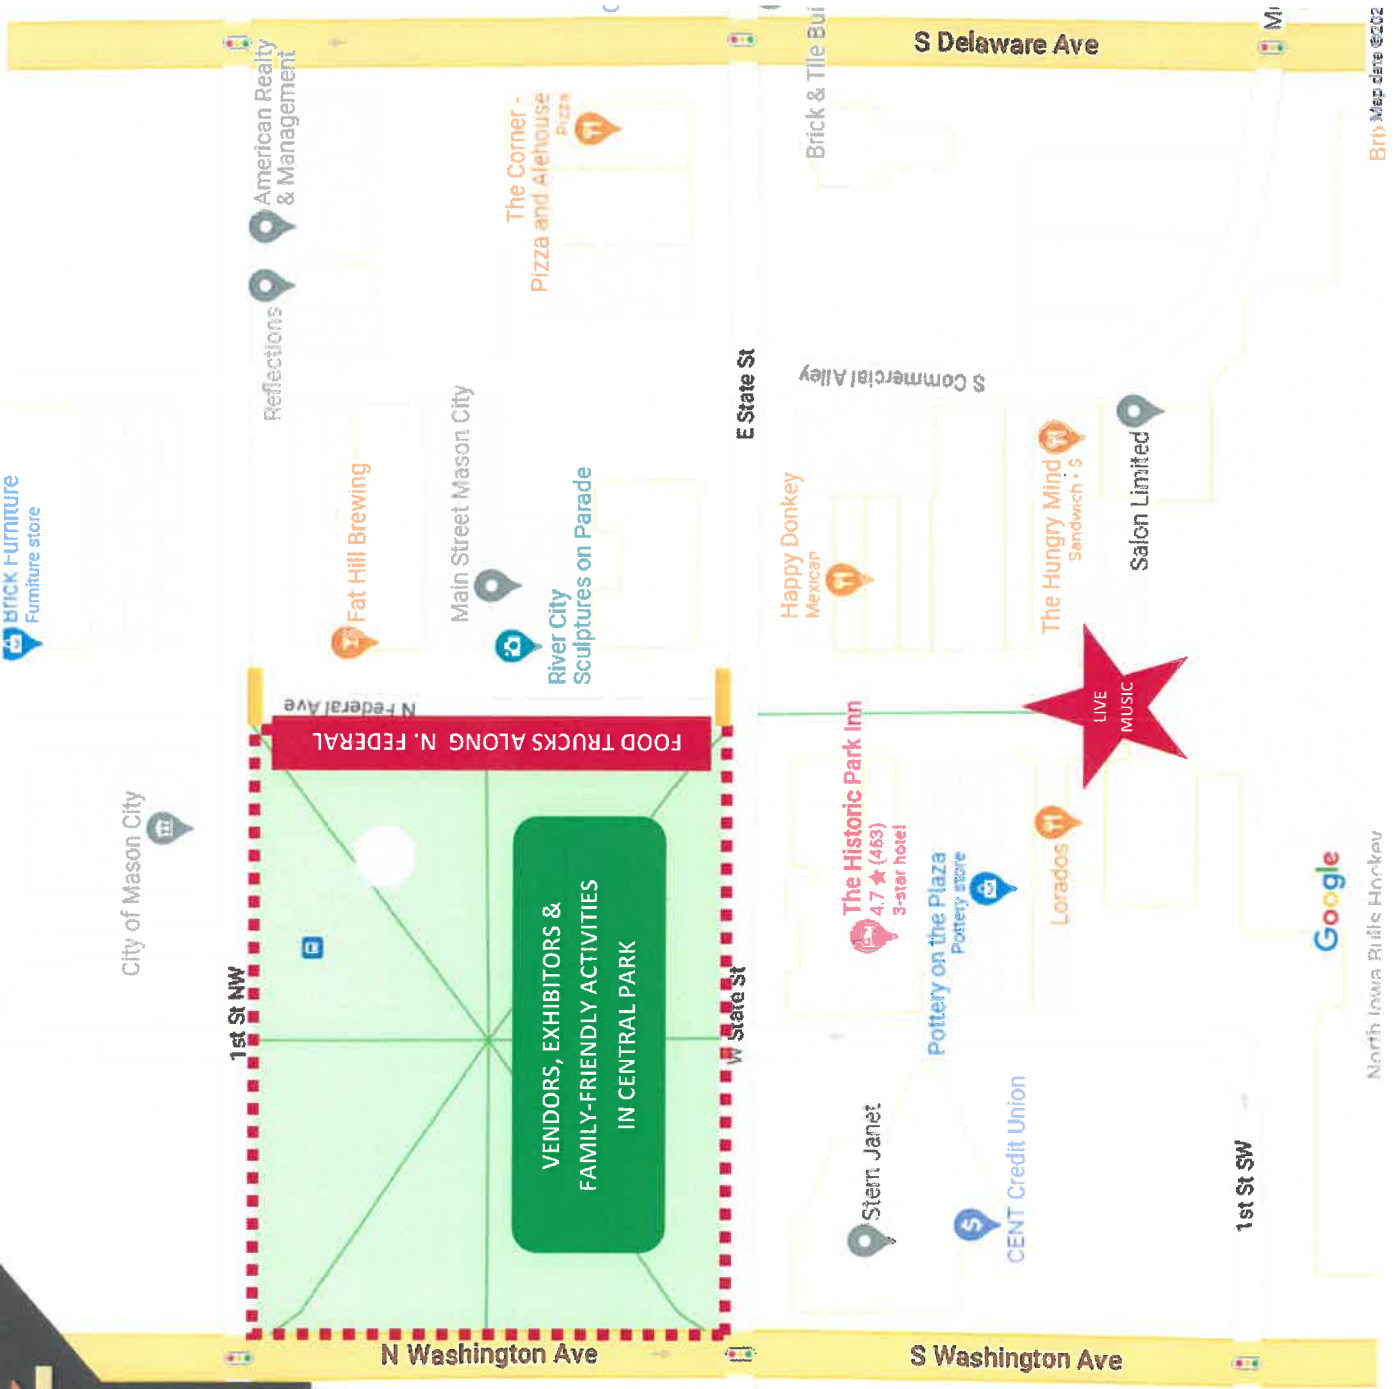 S Delaware Ave
American Realty
& Management
Reflections
The Corner -
Pizza and Alehouse
Pizza
Brick & Tile Bui
Map data ©202
E State St
S Commercial Alley
Brick Furniture
Furniture store
Fat Hill Brewing
Main Street Mason City
River City
Sculptures on Parade
Happy Donkey
Mexican
The Hungry Mind
Sandwich • $
Salon Limited
N Federal Ave
FOOD TRUCKS ALONG N. FEDERAL
LIVE
MUSIC
City of Mason City
1st St NW
VENDORS, EXHIBITORS &
FAMILY-FRIENDLY ACTIVITIES
IN CENTRAL PARK
W State St
The Historic Park Inn
4.7 ★ (463)
3-star hotel
Pottery on the Plaza
Pottery store
Lorados
Google
North Iowa Bulls Hockey
Stern Janet
CENT Credit Union
1st St SW
N Washington Ave
S Washington Ave